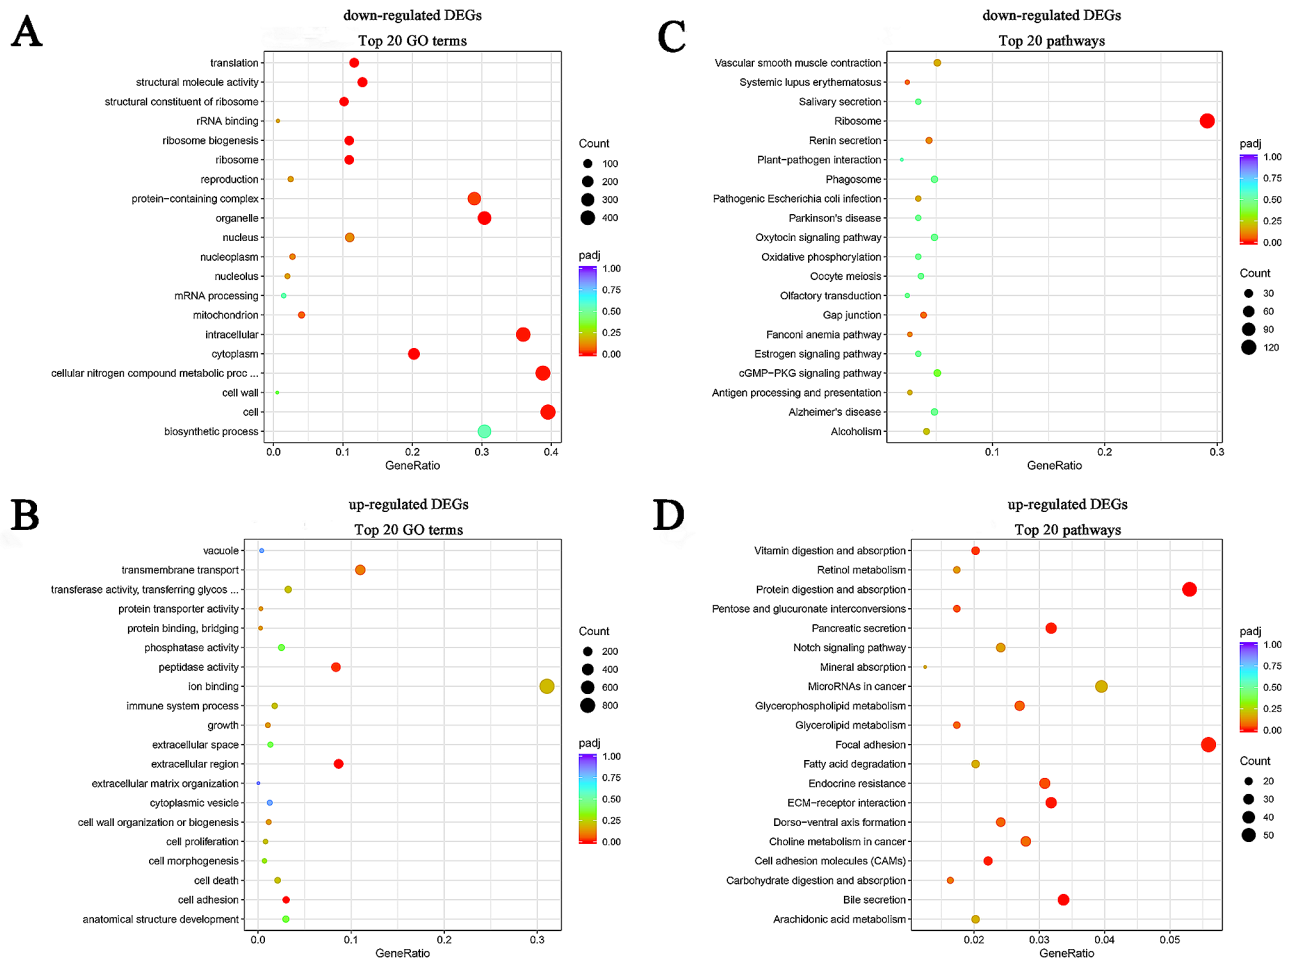 A
down-regulated DEGs
Top 20 GO terms
translation
structural molecule activity
structural constituent of ribosome
rRNA binding
ribosome biogenesis
ribosome
reproduction
protein−containing complex
organelle
nucleus
nucleoplasm
nucleolus
mRNA processing
mitochondrion
intracellular
cytoplasm
cellular nitrogen compound metabolic proc ...
cell wall
cell
biosynthetic process
0.0 0.1 0.2 0.3 0.4
GeneRatio
Count
100
200
300
400
padj
1.00
0.75
0.50
0.25
0.00
C
down-regulated DEGs
Top 20 pathways
Vascular smooth muscle contraction
Systemic lupus erythematosus
Salivary secretion
Ribosome
Renin secretion
Plant−pathogen interaction
Phagosome
Pathogenic Escherichia coli infection
Parkinson's disease
Oxytocin signaling pathway
Oxidative phosphorylation
Oocyte meiosis
Olfactory transduction
Gap junction
Fanconi anemia pathway
Estrogen signaling pathway
cGMP−PKG signaling pathway
Antigen processing and presentation
Alzheimer's disease
Alcoholism
0.1 0.2 0.3
GeneRatio
padj
1.00
0.75
0.50
0.25
0.00
Count
30
60
90
120
B
up-regulated DEGs
Top 20 GO terms
vacuole
transmembrane transport
transferase activity, transferring glycos ...
protein transporter activity
protein binding, bridging
phosphatase activity
peptidase activity
ion binding
immune system process
growth
extracellular space
extracellular region
extracellular matrix organization
cytoplasmic vesicle
cell wall organization or biogenesis
cell proliferation
cell morphogenesis
cell death
cell adhesion
anatomical structure development
0.0 0.1 0.2 0.3
GeneRatio
Count
200
400
600
800
padj
1.00
0.75
0.50
0.25
0.00
D
up-regulated DEGs
Top 20 pathways
Vitamin digestion and absorption
Retinol metabolism
Protein digestion and absorption
Pentose and glucuronate interconversions
Pancreatic secretion
Notch signaling pathway
Mineral absorption
MicroRNAs in cancer
Glycerophospholipid metabolism
Glycerolipid metabolism
Focal adhesion
Fatty acid degradation
Endocrine resistance
ECM−receptor interaction
Dorso−ventral axis formation
Choline metabolism in cancer
Cell adhesion molecules (CAMs)
Carbohydrate digestion and absorption
Bile secretion
Arachidonic acid metabolism
0.02 0.03 0.04 0.05
GeneRatio
padj
1.00
0.75
0.50
0.25
0.00
Count
20
30
40
50